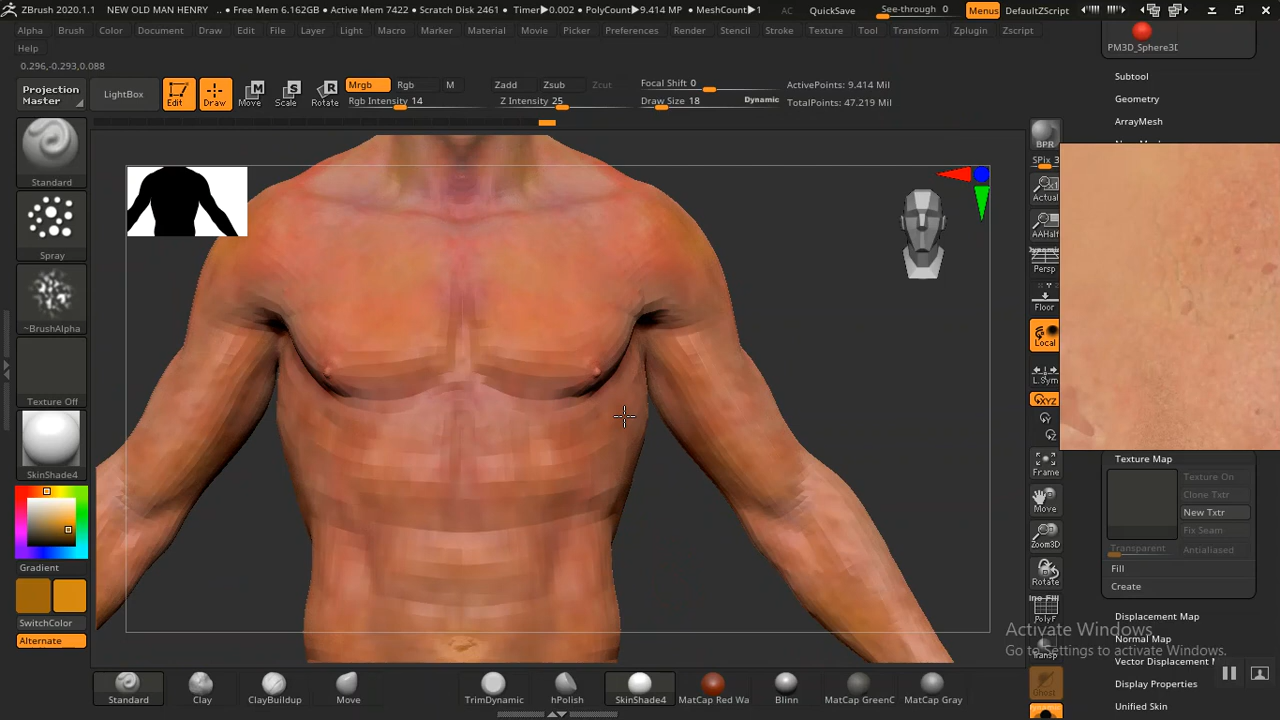 ZBrush 2020.1.1 NEW OLD MAN HENRY .. • Free Mem 6.162GB • Active Mem 7422 • Scratch Disk 2461 • Timer▶0.002 • PolyCount▶9.414 MP • MeshCount▶1 AC QuickSave See-through 0 Menus DefaultZScript
Alpha Brush Color Document Draw Edit File Layer Light Macro Marker Material Movie Picker Preferences Render Stencil Stroke Texture Tool Transform Zplugin Zscript
Help
0.296,-0.293,0.088
Projection Master
LightBox
Edit Draw Move Scale Rotate
Mrgb Rgb M
Rgb Intensity 14
Zadd Zsub Zcut
Z Intensity 25
Focal Shift 0
Draw Size 18 Dynamic
ActivePoints: 9.414 Mil
TotalPoints: 47.219 Mil
PM3D_Sphere3D
Subtool
Geometry
ArrayMesh
Standard
Spray
~BrushAlpha
Texture Off
SkinShade4
Gradient
SwitchColor
Alternate
BPR
SPix 3
Actual
AAHalf
Dynamic
Persp
Floor
Local
L.Sym
XYZ
Frame
Move
Zoom3D
Rotate
PolyF
Transp
Ghost
Texture Map
Texture On
Clone Txtr
New Txtr
Fix Seam
Transparent Antialiased
Fill
Create
Displacement Map
Normal Map
Vector Displacement
Display Properties
Unified Skin
Activate Windows
Go to Settings to activate Windows.
Standard Clay ClayBuildup Move TrimDynamic hPolish SkinShade4 MatCap Red Wa Blinn MatCap GreenC MatCap Gray